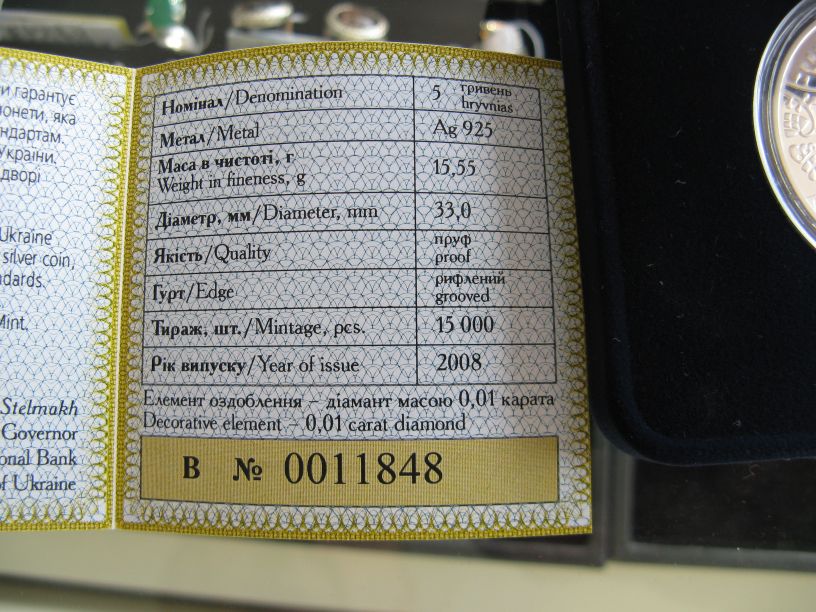 и гарантує
монети, яка
ндартам.
України.
дворі
Ukraine
silver coin,
ndards.
Mint.
Stelmakh
Governor
onal Bank
of Ukraine
Номінал/Denomination 5 гривень
hryvnias
Метал/Metal Ag 925
Маса в чистоті, г
Weight in fineness, g 15,55
Діаметр, мм/Diameter, mm 33,0
Якість/Quality пруф
proof
Гурт/Edge рифлений
grooved
Тираж, шт./Mintage, pcs. 15 000
Рік випуску/Year of issue 2008
Елемент оздоблення – діамант масою 0,01 карата
Decorative element – 0,01 carat diamond
В № 0011848